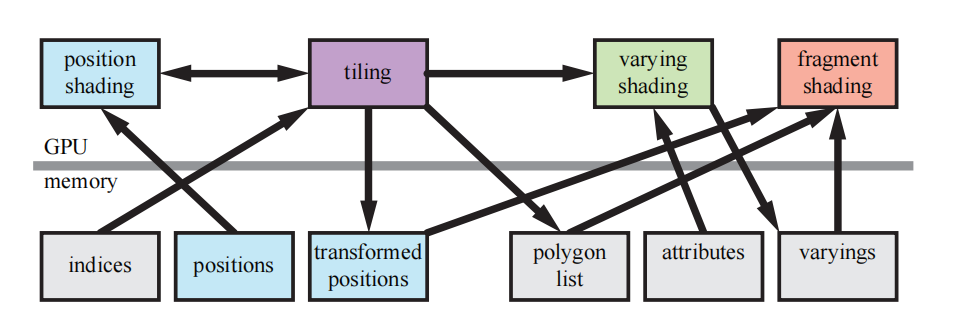 position
shading
tiling
varying
shading
fragment
shading
GPU
memory
indices
positions
transformed
positions
polygon
list
attributes
varyings